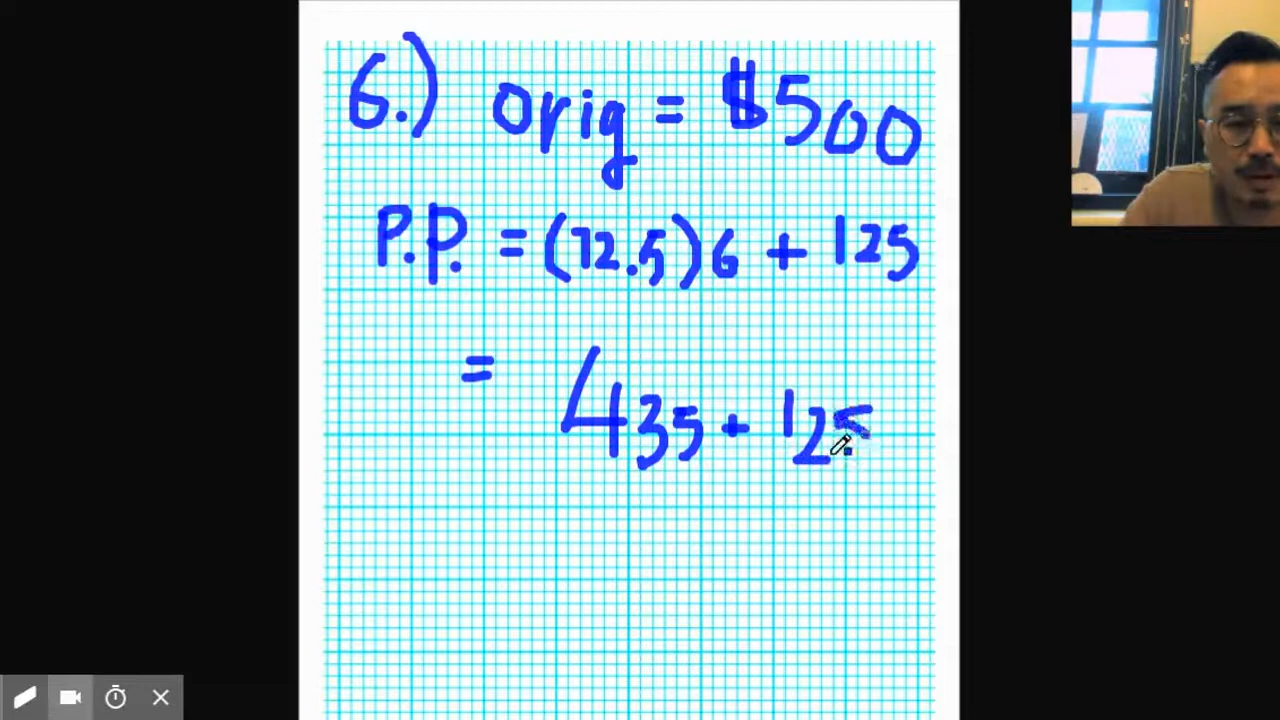 6.) orig = $500
P.P. = (72.5)6 + 125
= 435 + 125